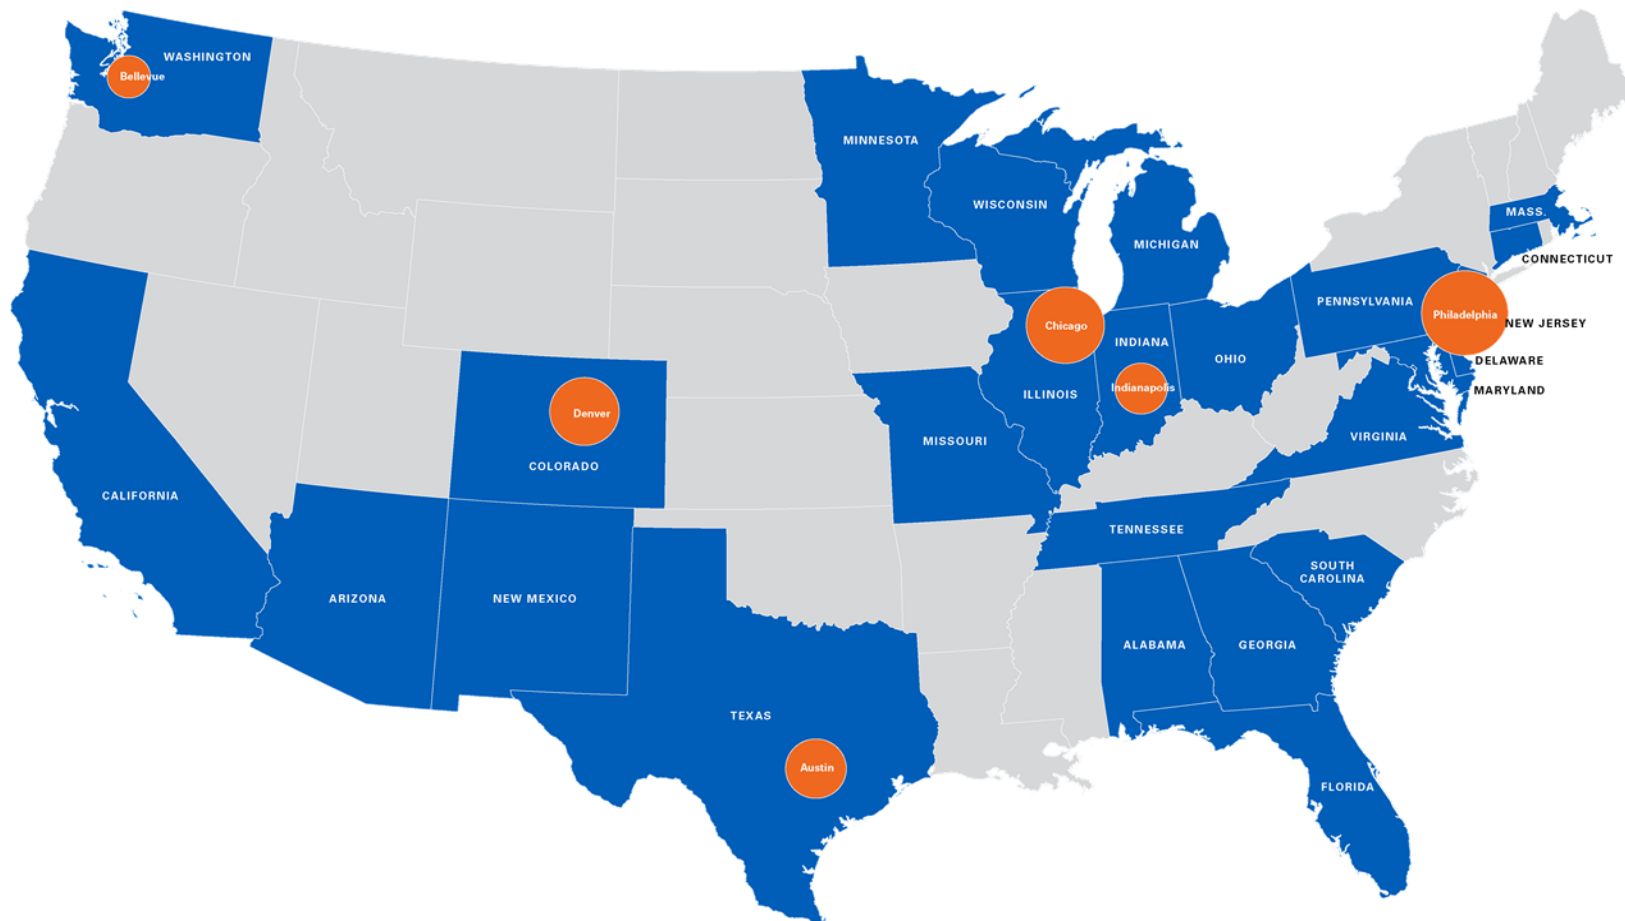 WASHINGTON
Bellevue
MINNESOTA
WISCONSIN
MASS.
MICHIGAN
CONNECTICUT
PENNSYLVANIA
Philadelphia
NEW JERSEY
Chicago
INDIANA
OHIO
DELAWARE
Indianapolis
MARYLAND
ILLINOIS
Denver
MISSOURI
VIRGINIA
COLORADO
CALIFORNIA
TENNESSEE
SOUTH
CAROLINA
ARIZONA
NEW MEXICO
ALABAMA
GEORGIA
TEXAS
Austin
FLORIDA